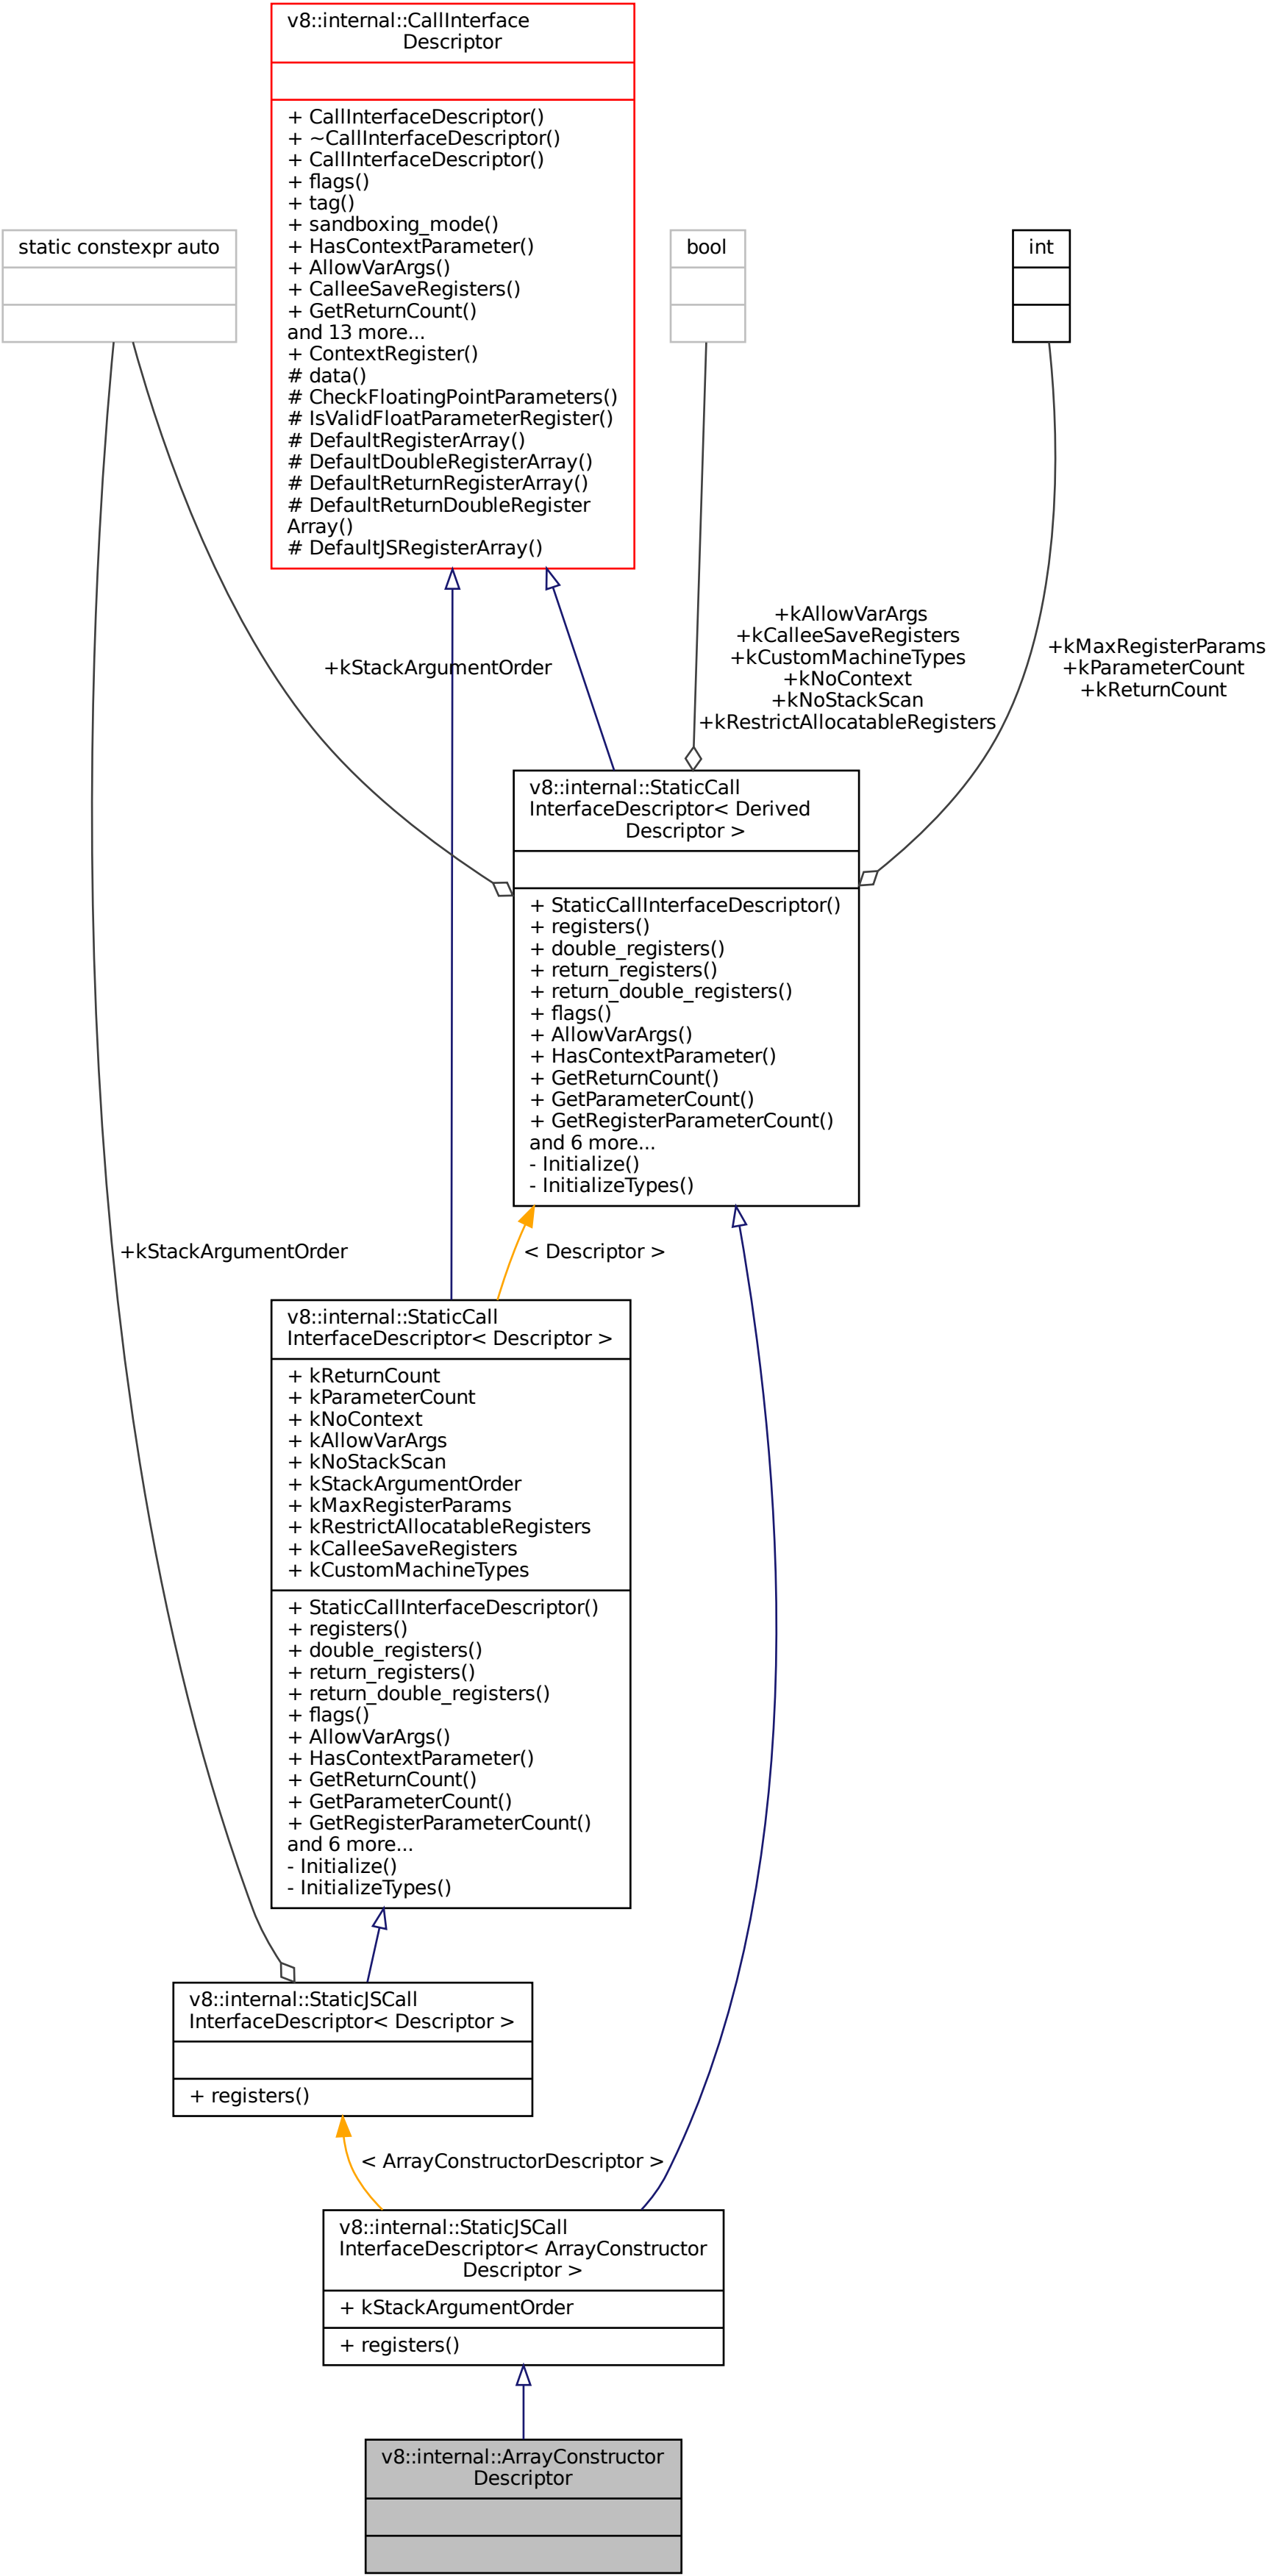 v8::internal::CallInterface
Descriptor
+ CallInterfaceDescriptor()
+ ~CallInterfaceDescriptor()
+ CallInterfaceDescriptor()
+ flags()
+ tag()
+ sandboxing_mode()
+ HasContextParameter()
+ AllowVarArgs()
+ CalleeSaveRegisters()
+ GetReturnCount()
and 13 more...
+ ContextRegister()
# data()
# CheckFloatingPointParameters()
# IsValidFloatParameterRegister()
# DefaultRegisterArray()
# DefaultDoubleRegisterArray()
# DefaultReturnRegisterArray()
# DefaultReturnDoubleRegister
Array()
# DefaultJSRegisterArray()
static constexpr auto
bool
int
+kStackArgumentOrder
+kAllowVarArgs
+kCalleeSaveRegisters
+kCustomMachineTypes
+kNoContext
+kNoStackScan
+kRestrictAllocatableRegisters
+kMaxRegisterParams
+kParameterCount
+kReturnCount
v8::internal::StaticCall
InterfaceDescriptor< Derived
Descriptor >
+ StaticCallInterfaceDescriptor()
+ registers()
+ double_registers()
+ return_registers()
+ return_double_registers()
+ flags()
+ AllowVarArgs()
+ HasContextParameter()
+ GetReturnCount()
+ GetParameterCount()
+ GetRegisterParameterCount()
and 6 more...
- Initialize()
- InitializeTypes()
+kStackArgumentOrder
< Descriptor >
v8::internal::StaticCall
InterfaceDescriptor< Descriptor >
+ kReturnCount
+ kParameterCount
+ kNoContext
+ kAllowVarArgs
+ kNoStackScan
+ kStackArgumentOrder
+ kMaxRegisterParams
+ kRestrictAllocatableRegisters
+ kCalleeSaveRegisters
+ kCustomMachineTypes
+ StaticCallInterfaceDescriptor()
+ registers()
+ double_registers()
+ return_registers()
+ return_double_registers()
+ flags()
+ AllowVarArgs()
+ HasContextParameter()
+ GetReturnCount()
+ GetParameterCount()
+ GetRegisterParameterCount()
and 6 more...
- Initialize()
- InitializeTypes()
v8::internal::StaticJSCall
InterfaceDescriptor< Descriptor >
+ registers()
< ArrayConstructorDescriptor >
v8::internal::StaticJSCall
InterfaceDescriptor< ArrayConstructor
Descriptor >
+ kStackArgumentOrder
+ registers()
v8::internal::ArrayConstructor
Descriptor